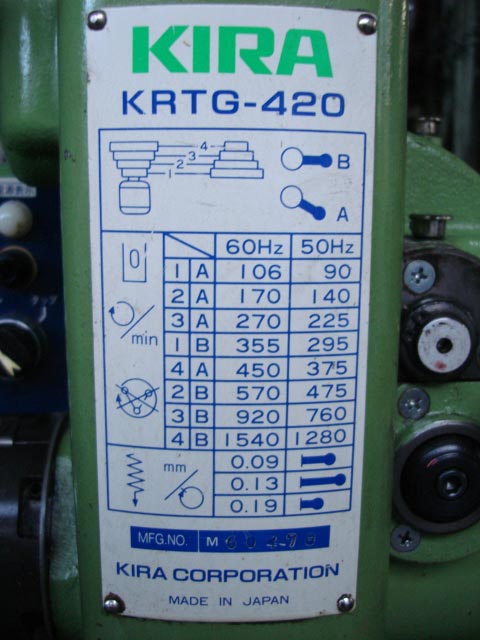 KIRA
KRTG-420
4
3
2
1
B
A
0
60Hz 50Hz
1 A 106 90
2 A 170 140
3 A 270 225
1 B 355 295
4 A 450 375
2 B 570 475
3 B 920 760
4 B 1540 1280
/min
mm
0.09
0.13
0.19
MFG.NO. M
KIRA CORPORATION
MADE IN JAPAN